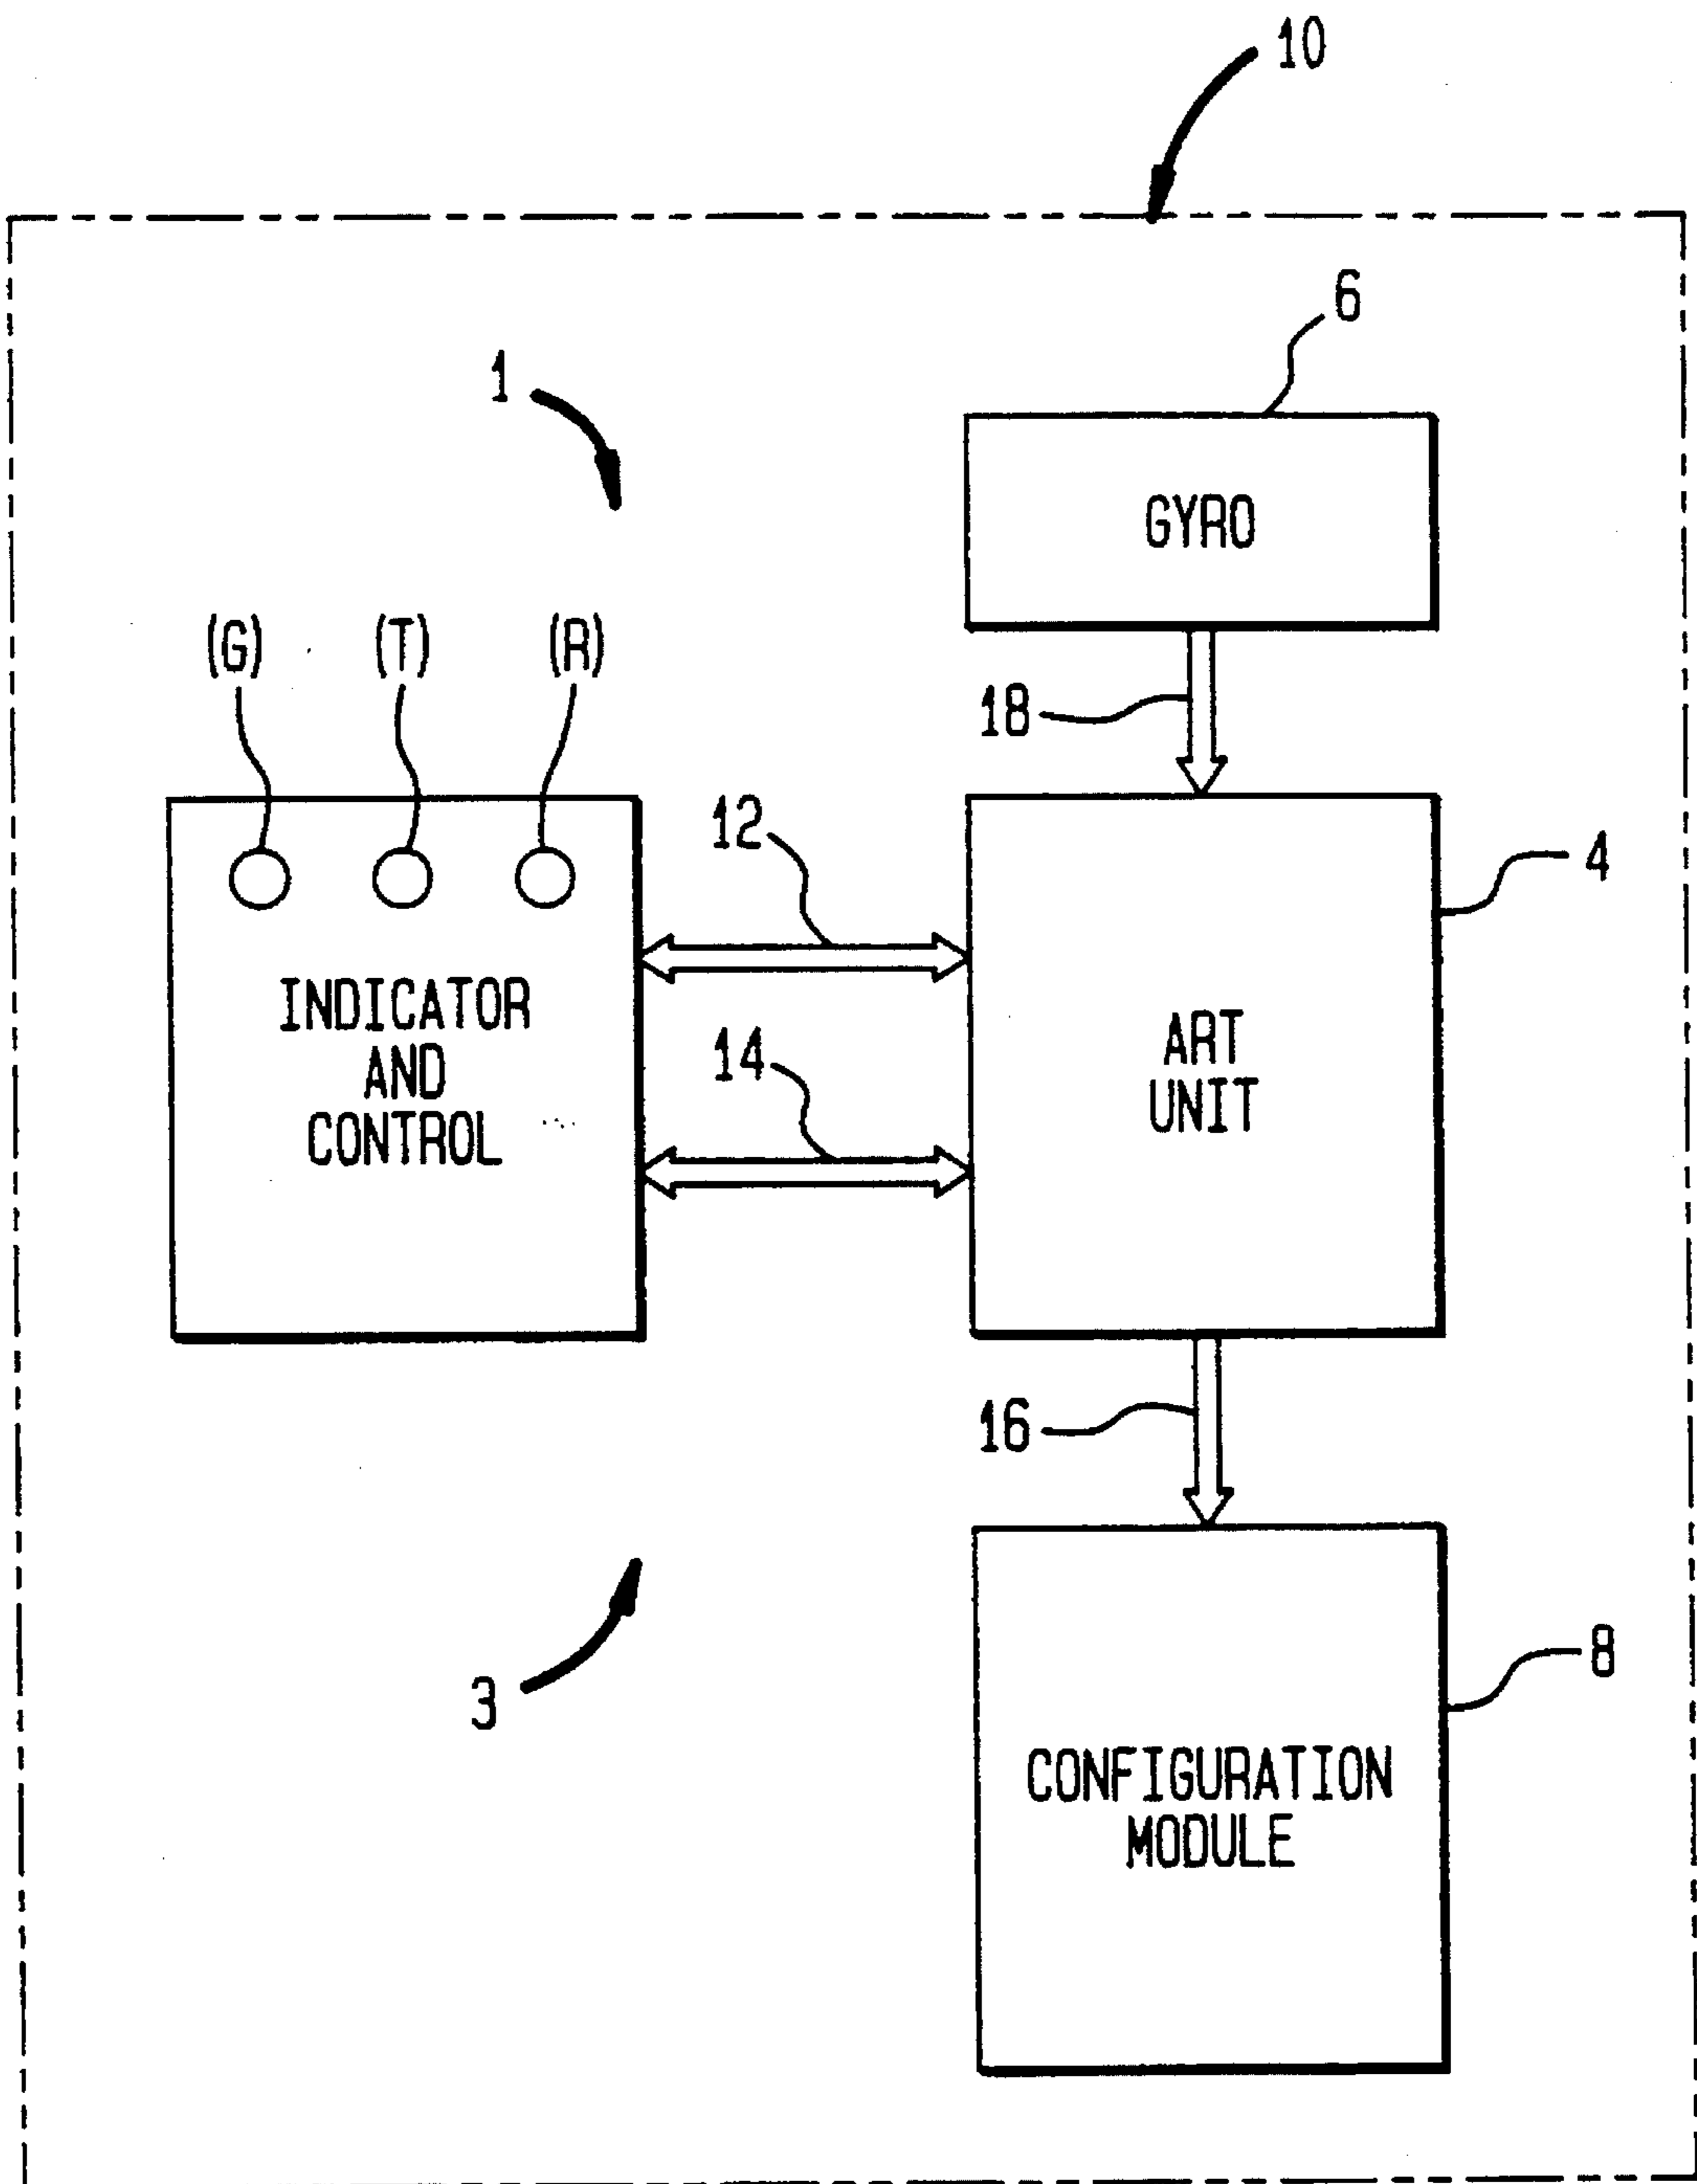 10
6
1
GYRO
(G) (T) (R)
18
12
4
INDICATOR
AND
CONTROL
ART
UNIT
14
16
8
3
CONFIGURATION
MODULE